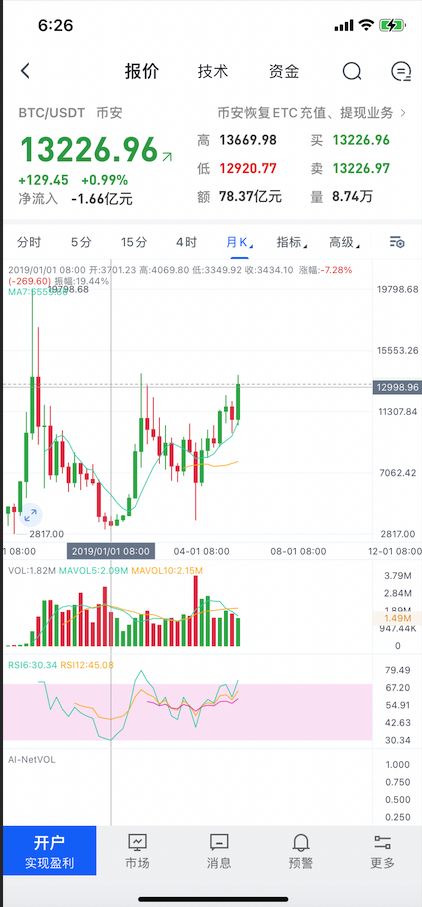 6:26
报价 技术 资金
BTC/USDT 币安 币安恢复ETC充值、提现业务
13226.96
+129.45 +0.99%
净流入 -1.66亿元
高 13669.98 买 13226.96
低 12920.77 卖 13226.97
额 78.37亿元 量 8.74万
分时 5分 15分 4时 月K 指标 高级
2019/01/01 08:00 开:3701.23 高:4069.80 低:3349.92 收:3434.10 涨幅:-7.28%
(-269.60) 振幅:19.44%
19798.68 19798.68
15553.26
12998.96
11307.84
7062.42
2817.00 2817.00
1 08:00 2019/01/01 08:00 04-01 08:00 08-01 08:00 12-01 08:00
VOL:1.82M MAVOL5:2.09M MAVOL10:2.15M
3.79M
2.84M
1.89M
1.49M
947.44K
0
RSI6:30.34 RSI12:45.08
79.49
67.20
54.91
42.63
30.34
AI-NetVOL
1.000
0.750
0.500
0.250
开户
实现盈利
市场 消息 预警 更多